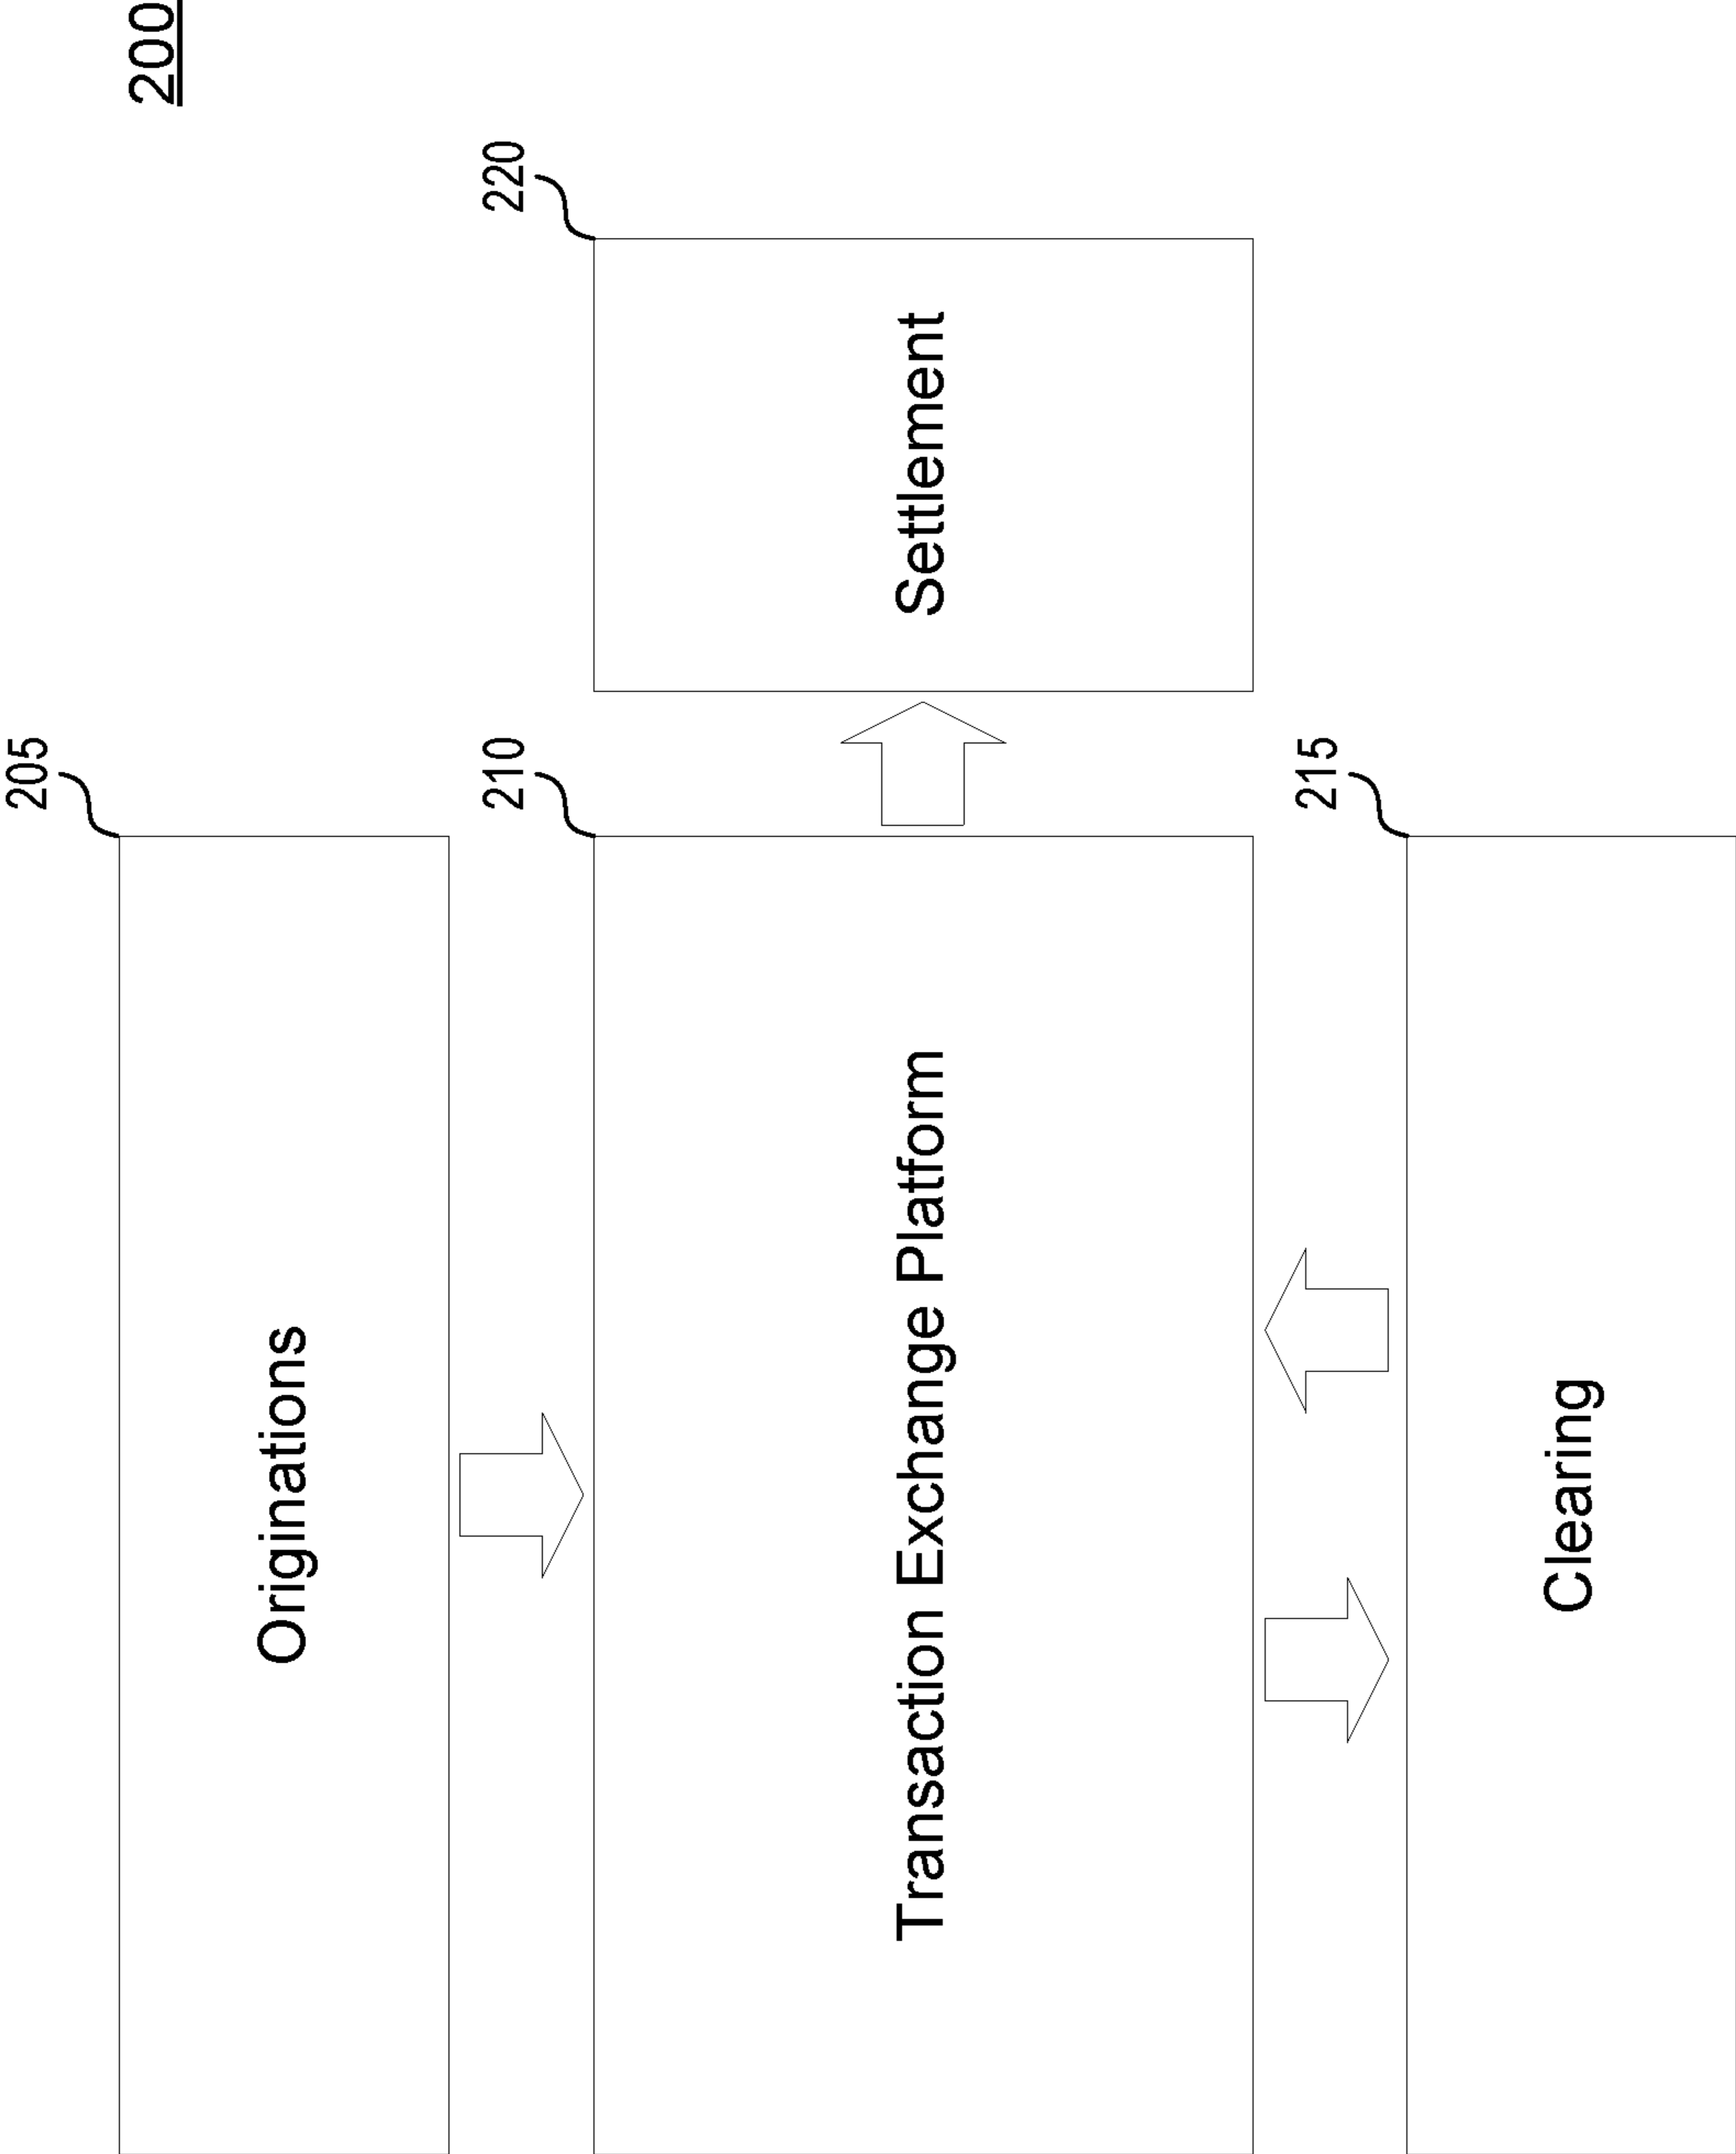 200
205
Originations
210
Transaction Exchange Platform
220
Settlement
215
Clearing